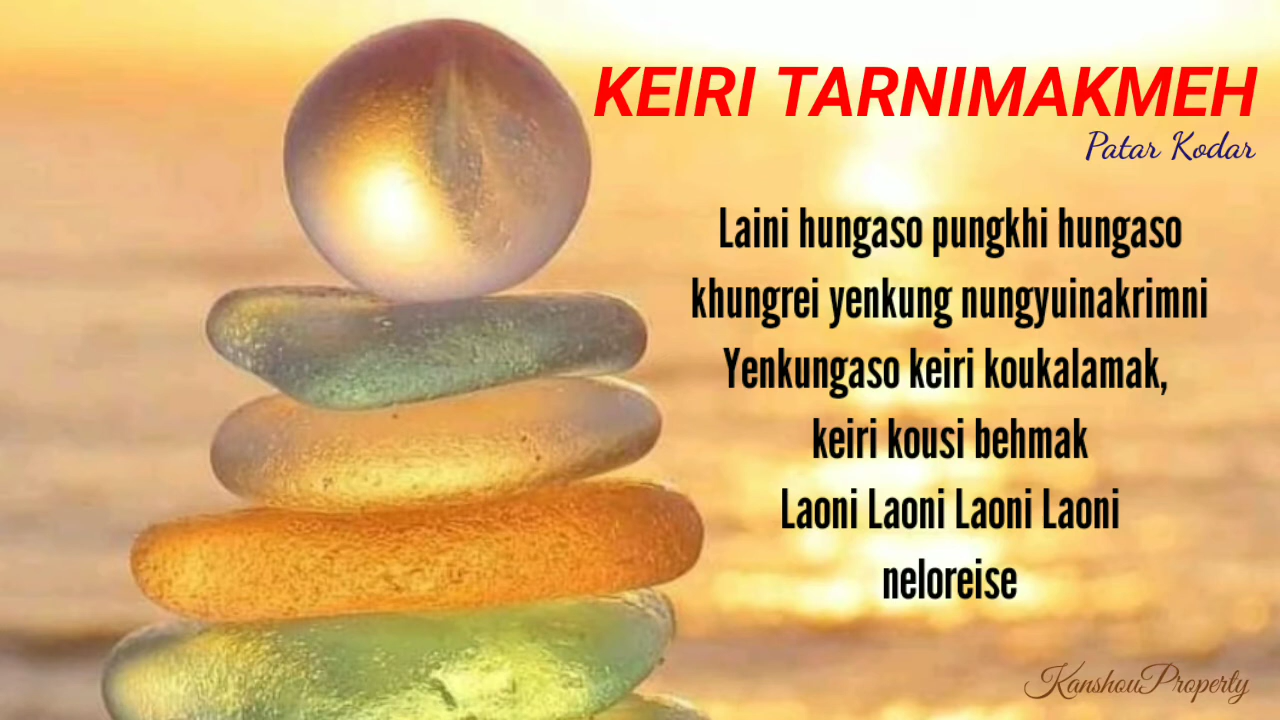 KEIRI TARNIMAKMEH
Patar Kodar
Laini hungaso pungkhi hungaso
khungrei yenkung nungyuinakrimni
Yenkungaso keiri koukalamak,
keiri kousi behmak
Laoni Laoni Laoni Laoni
neloreise
KanshouProperty